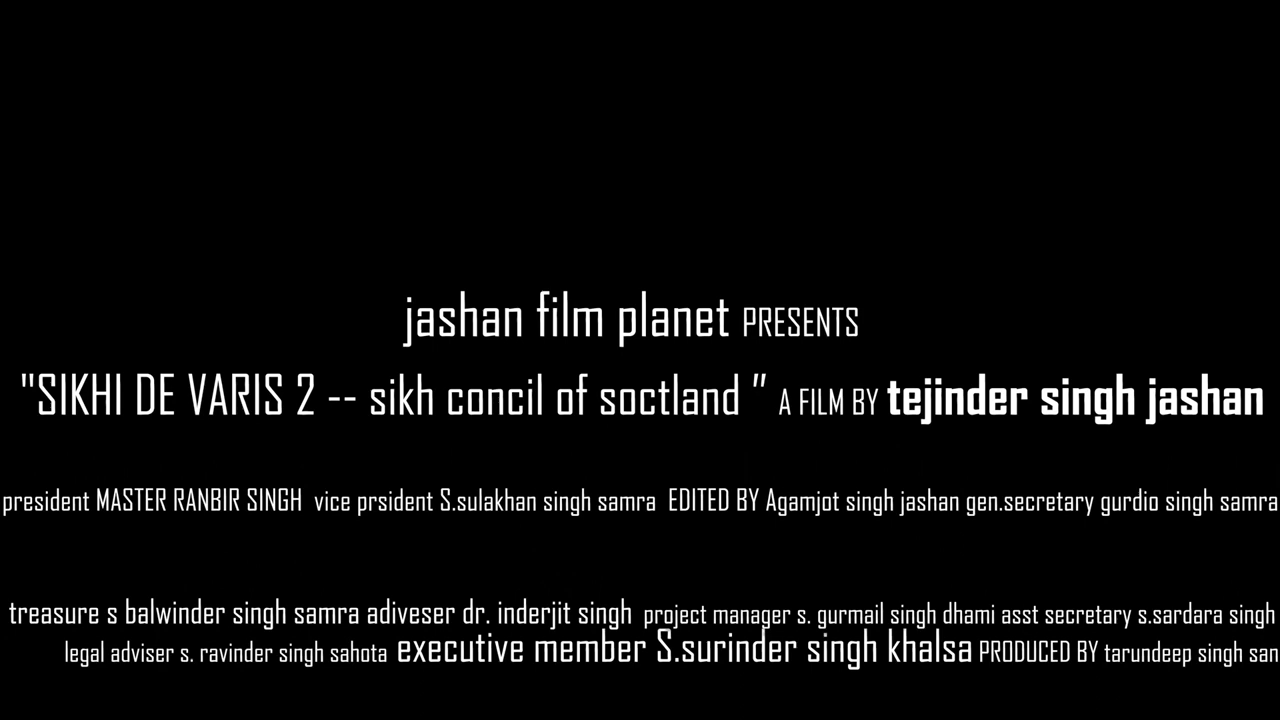 jashan film planet PRESENTS
"SIKHI DE VARIS 2 -- sikh concil of soctland " A FILM BY tejinder singh jashan
president MASTER RANBIR SINGH vice prsident S.sulakhan singh samra EDITED BY Agamjot singh jashan gen.secretary gurdio singh samra
treasure s balwinder singh samra adiveser dr. inderjit singh project manager s. gurmail singh dhami asst secretary s.sardara singh
legal adviser s. ravinder singh sahota executive member S.surinder singh khalsa PRODUCED BY tarundeep singh san